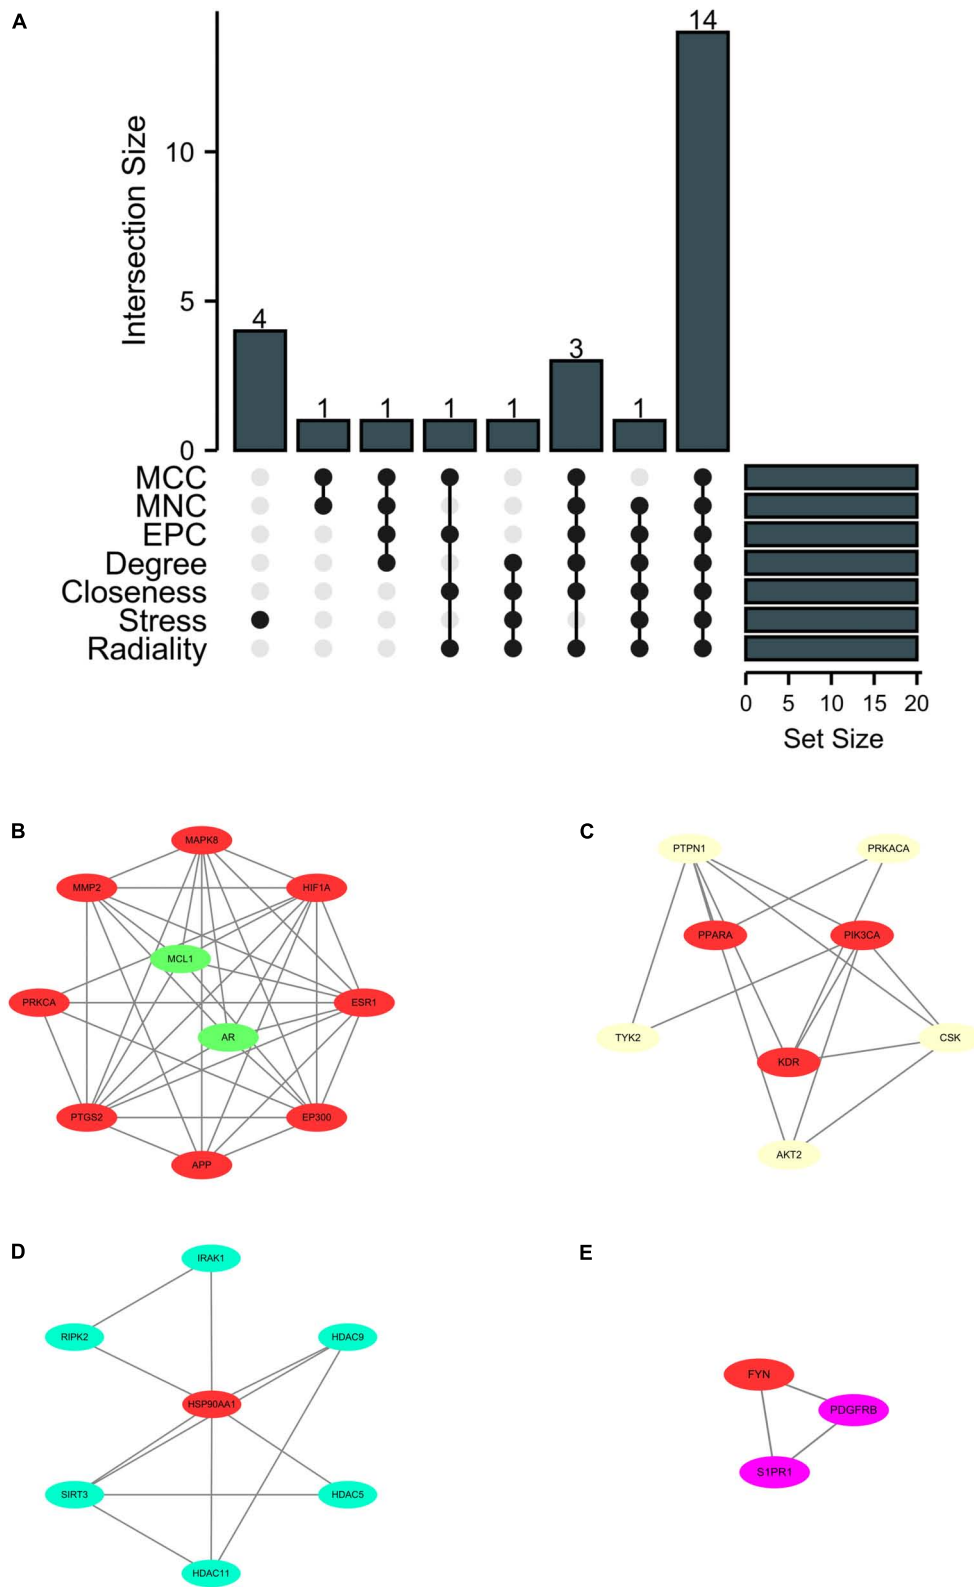 A
Intersection Size
10
5
0
4
1
1
1
1
3
1
14
MCC
MNC
EPC
Degree
Closeness
Stress
Radiality
0 5 10 15 20
Set Size
B
MAPK8
MMP2
HIF1A
MCL1
PRKCA
ESR1
AR
PTGS2
EP300
APP
C
PTPN1
PRKACA
PPARA
PIK3CA
TYK2
CSK
KDR
AKT2
D
IRAK1
RIPK2
HDAC9
HSP90AA1
SIRT3
HDAC5
HDAC11
E
FYN
PDGFRB
S1PR1